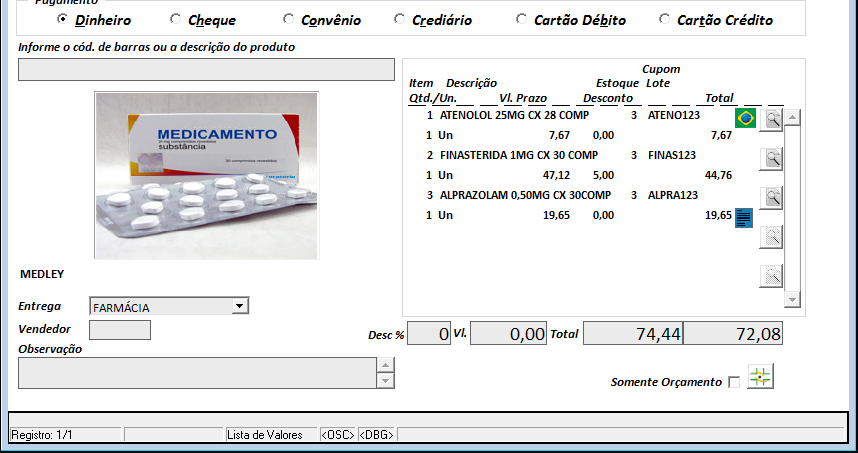 Pagamento
Dinheiro Cheque Convênio Crediário Cartão Débito Cartão Crédito
Informe o cód. de barras ou a descrição do produto
Cupom
Item Descrição Estoque Lote
Qtd./Un. Vl. Prazo Desconto Total
1 ATENOLOL 25MG CX 28 COMP 3 ATENO123
1 Un 7,67 0,00 7,67
2 FINASTERIDA 1MG CX 30 COMP 3 FINAS123
1 Un 47,12 5,00 44,76
3 ALPRAZOLAM 0,50MG CX 30COMP 3 ALPRA123
1 Un 19,65 0,00 19,65
MEDICAMENTO
substância
MEDLEY
Entrega FARMÁCIA
Vendedor
Desc % 0 Vl. 0,00 Total 74,44 72,08
Observação
Somente Orçamento
Registro: 1/1 Lista de Valores <OSC> <DBG>